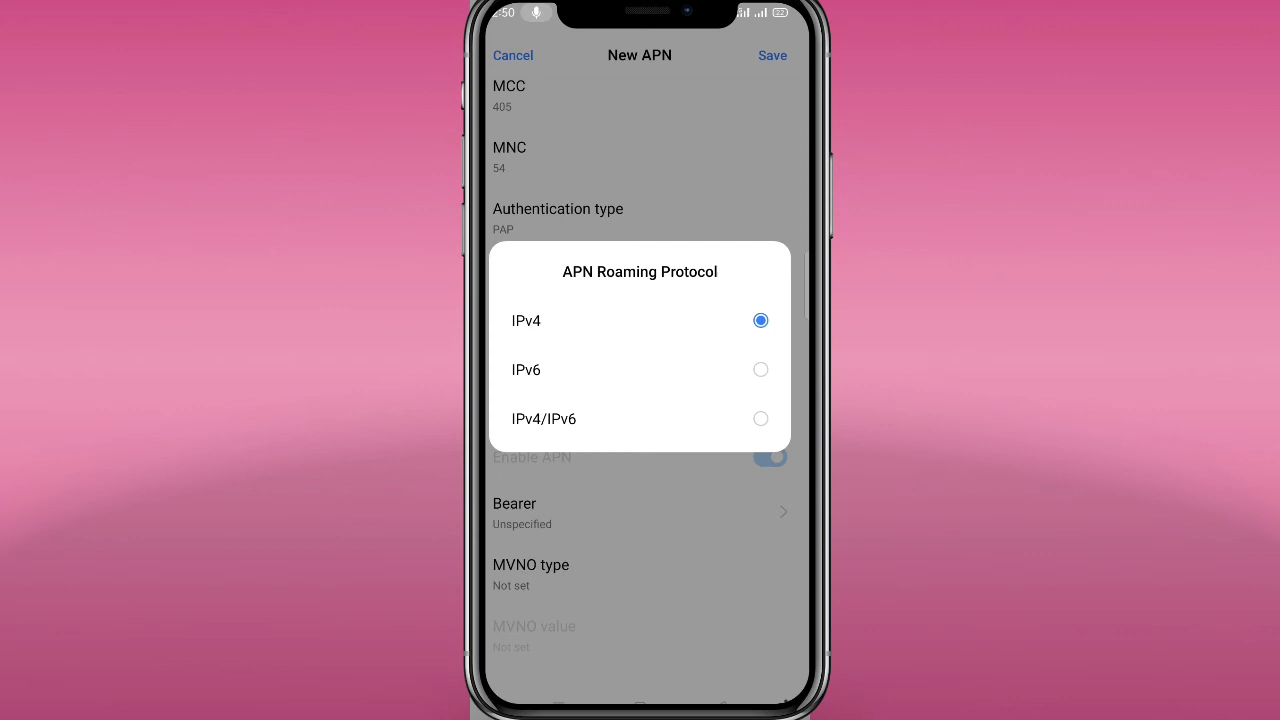 2:50
22
Cancel
New APN
Save
MCC
405
MNC
54
Authentication type
PAP
APN Roaming Protocol
IPv4
IPv6
IPv4/IPv6
Enable APN
Bearer
Unspecified
MVNO type
Not set
MVNO value
Not set